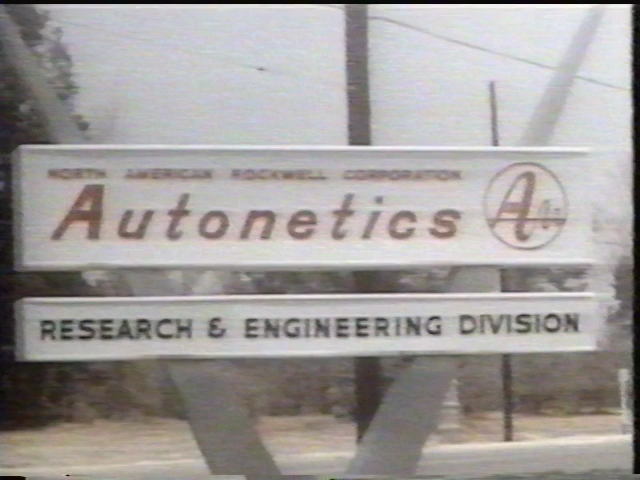 NORTH AMERICAN ROCKWELL CORPORATION
Autonetics
RESEARCH & ENGINEERING DIVISION